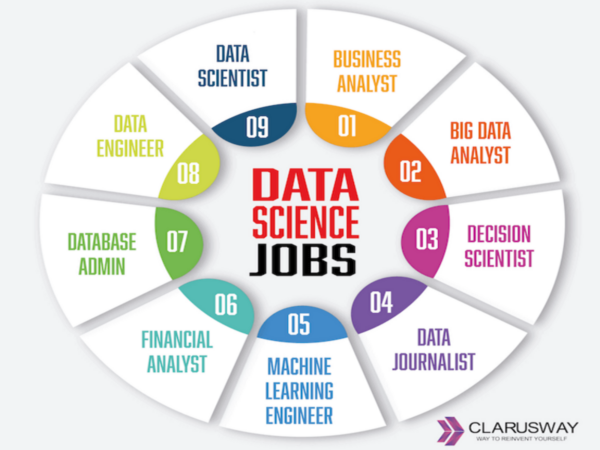 DATA
SCIENCE
JOBS
01
BUSINESS
ANALYST
02
BIG DATA
ANALYST
03
DECISION
SCIENTIST
04
DATA
JOURNALIST
05
MACHINE
LEARNING
ENGINEER
06
FINANCIAL
ANALYST
07
DATABASE
ADMIN
08
DATA
ENGINEER
09
DATA
SCIENTIST
CLARUSWAY
WAY TO REINVENT YOURSELF